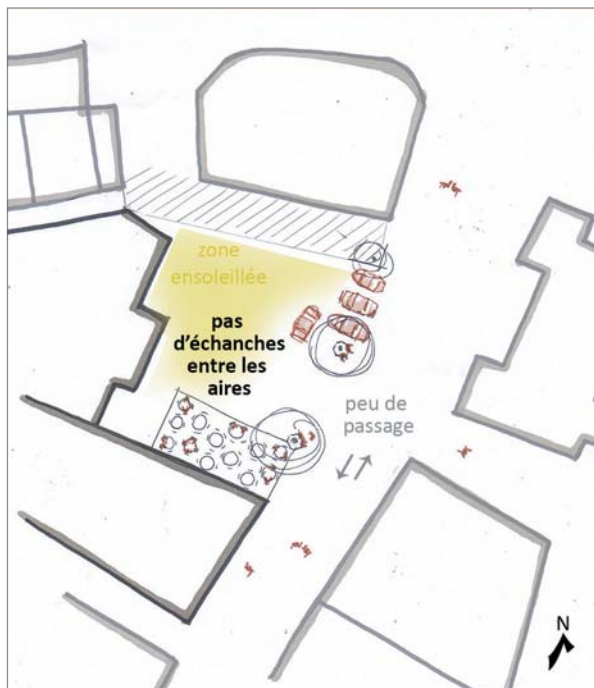 zone
ensoleillée
pas
d'échanches
entre les
aires
peu de
passage
N